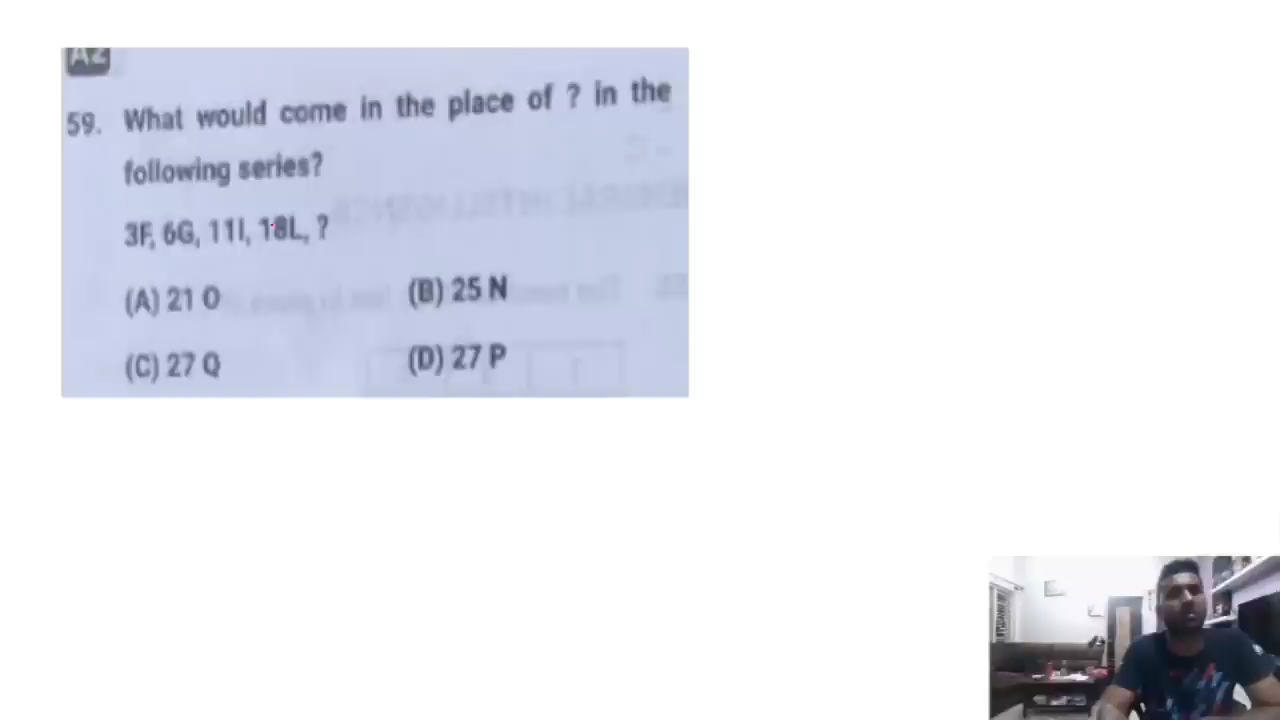 A2
59. What would come in the place of ? in the
following series?
3F, 6G, 11I, 18L, ?
(A) 21 O
(B) 25 N
(C) 27 Q
(D) 27 P